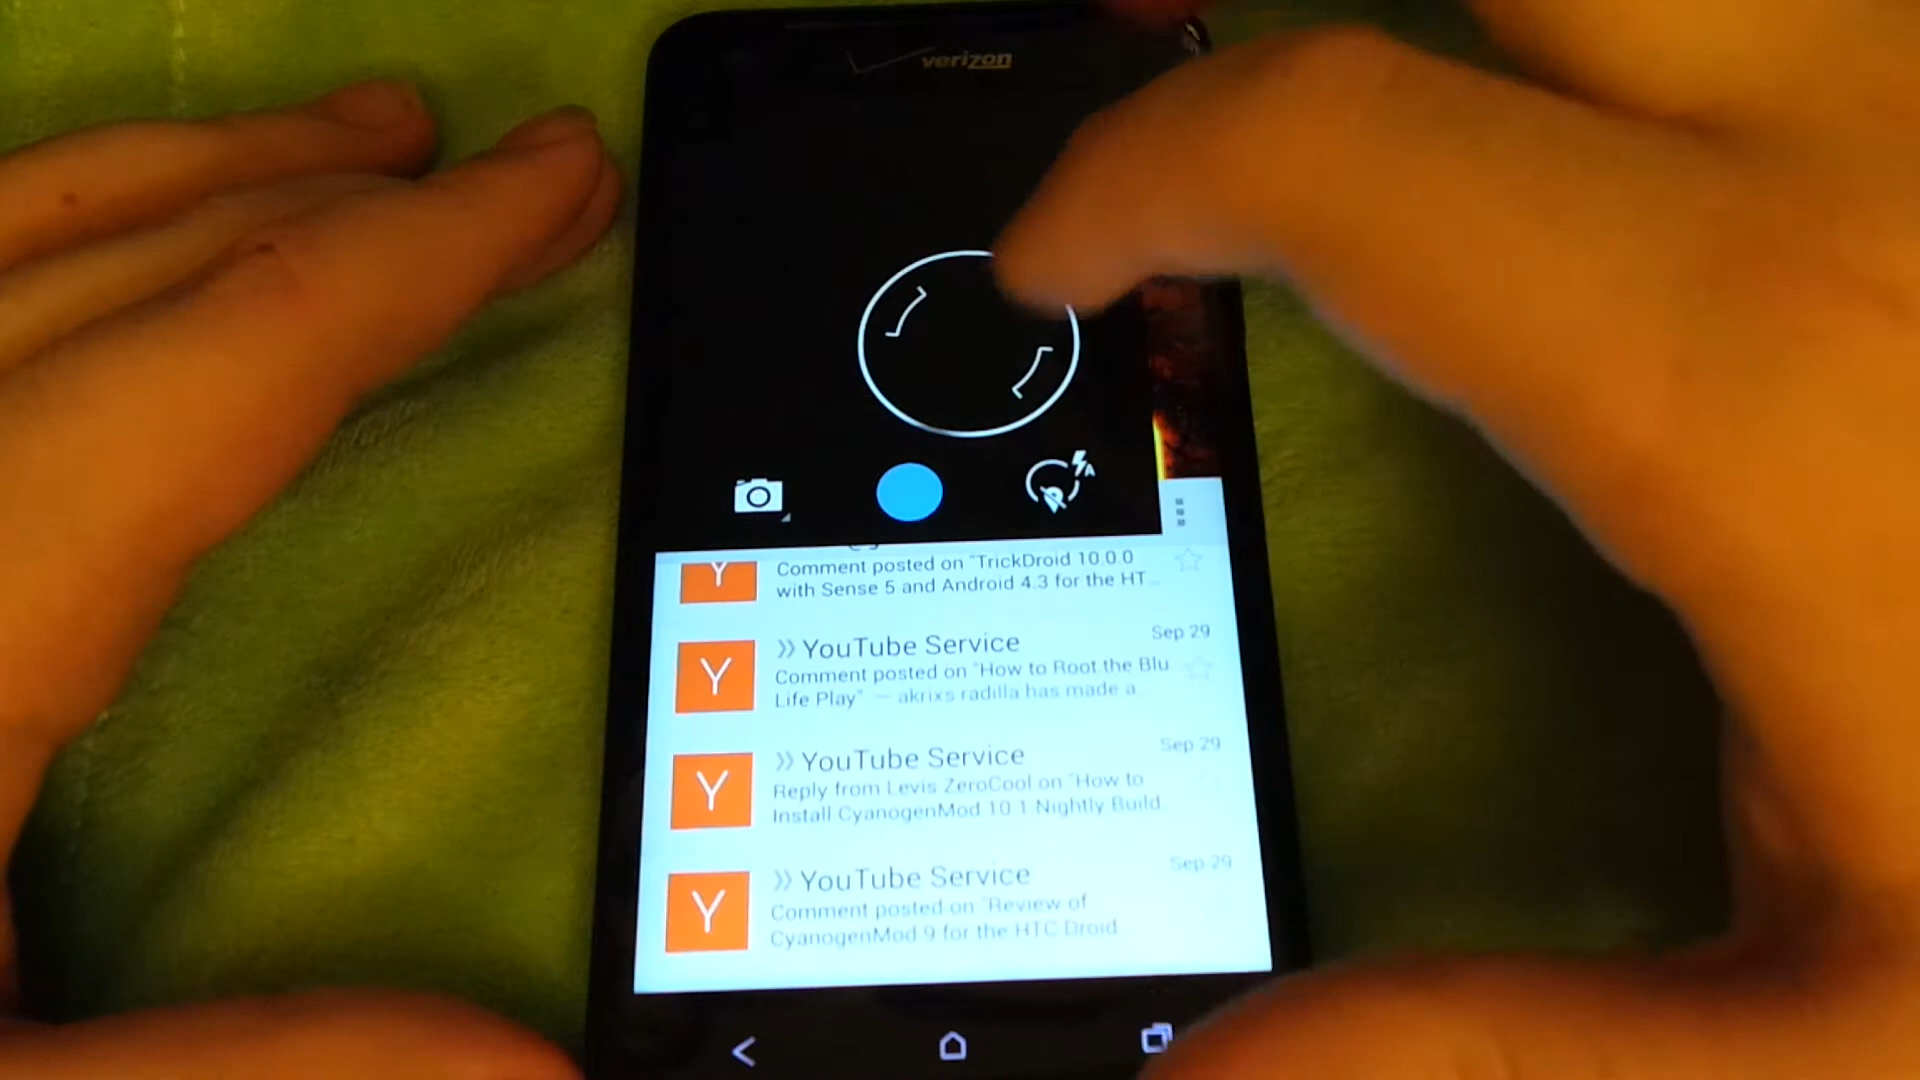 verizon
A
Y
Comment posted on "TrickDroid 10.0.0
with Sense 5 and Android 4.3 for the HT...
Y
» YouTube Service
Sep 29
Comment posted on "How to Root the Blu
Life Play" — akrixs radilla has made a...
Y
» YouTube Service
Sep 29
Reply from Levis ZeroCool on "How to
Install CyanogenMod 10.1 Nightly Build
Y
» YouTube Service
Sep 29
Comment posted on "Review of
CyanogenMod 9 for the HTC Droid